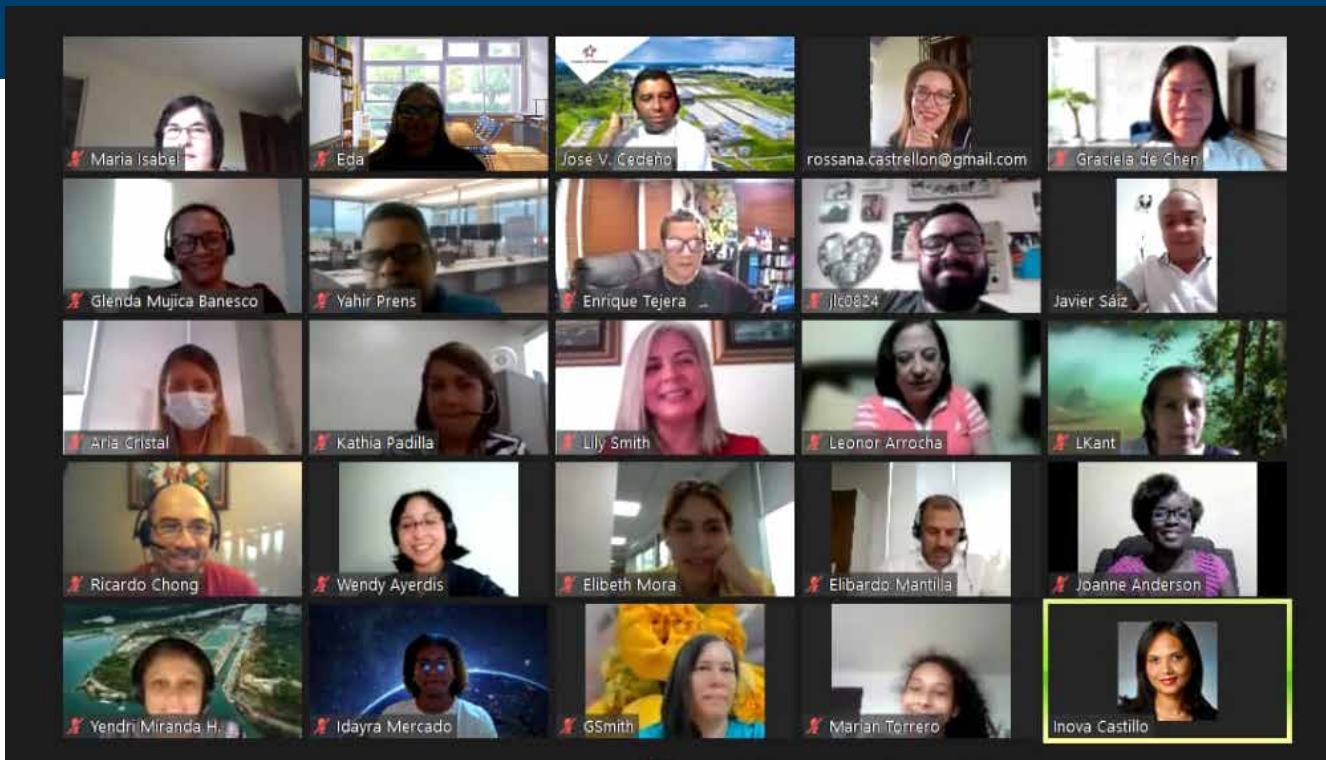 Maria Isabel
Eda
José V. Cedeño
rossana.castrellon@gmail.com
Graciela de Chen
Glenda Mujica Banesco
Yahir Prens
Enrique Tejera
jlc0824
Javier Sáiz
Aria Cristal
Kathia Padilla
Lily Smith
Leonor Arrocha
LKant
Ricardo Chong
Wendy Ayerdis
Elibeth Mora
Elibardo Mantilla
Joanne Anderson
Yendri Miranda H.
Idayra Mercado
GSmith
Marian Torrero
Inova Castillo